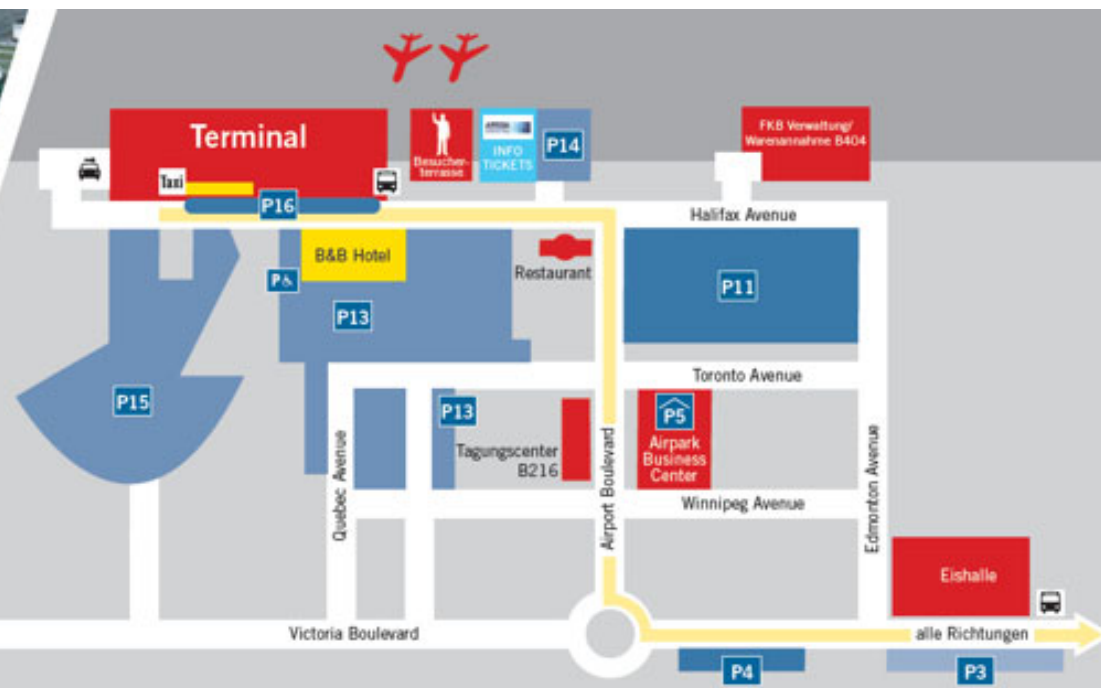 Terminal
Taxi
P16
Besucher-
terrasse
INFO
TICKETS
P14
FKB Verwaltung/
Warenannahme B404
Halifax Avenue
B&B Hotel
P
P13
Restaurant
P11
Toronto Avenue
P15
P13
Tagungscenter
B216
P5
Airpark
Business
Center
Quebec Avenue
Airport Boulevard
Winnipeg Avenue
Edmonton Avenue
Eishalle
Victoria Boulevard
alle Richtungen
P4
P3